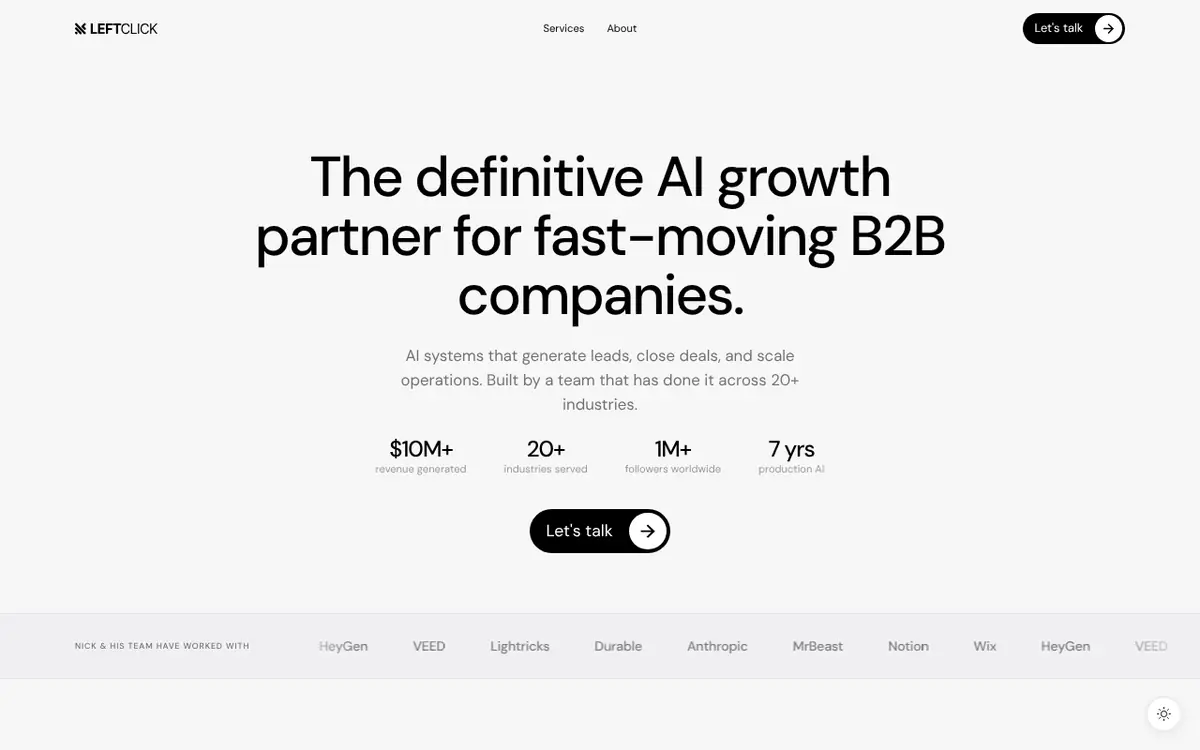 LEFTCLICK
Services
About
Let's talk
The definitive AI growth
partner for fast-moving B2B
companies.
AI systems that generate leads, close deals, and scale
operations. Built by a team that has done it across 20+
industries.
$10M+
revenue generated
20+
industries served
1M+
followers worldwide
7 yrs
production AI
Let's talk
NICK & HIS TEAM HAVE WORKED WITH
HeyGen
VEED
Lightricks
Durable
Anthropic
MrBeast
Notion
Wix
HeyGen
VEED